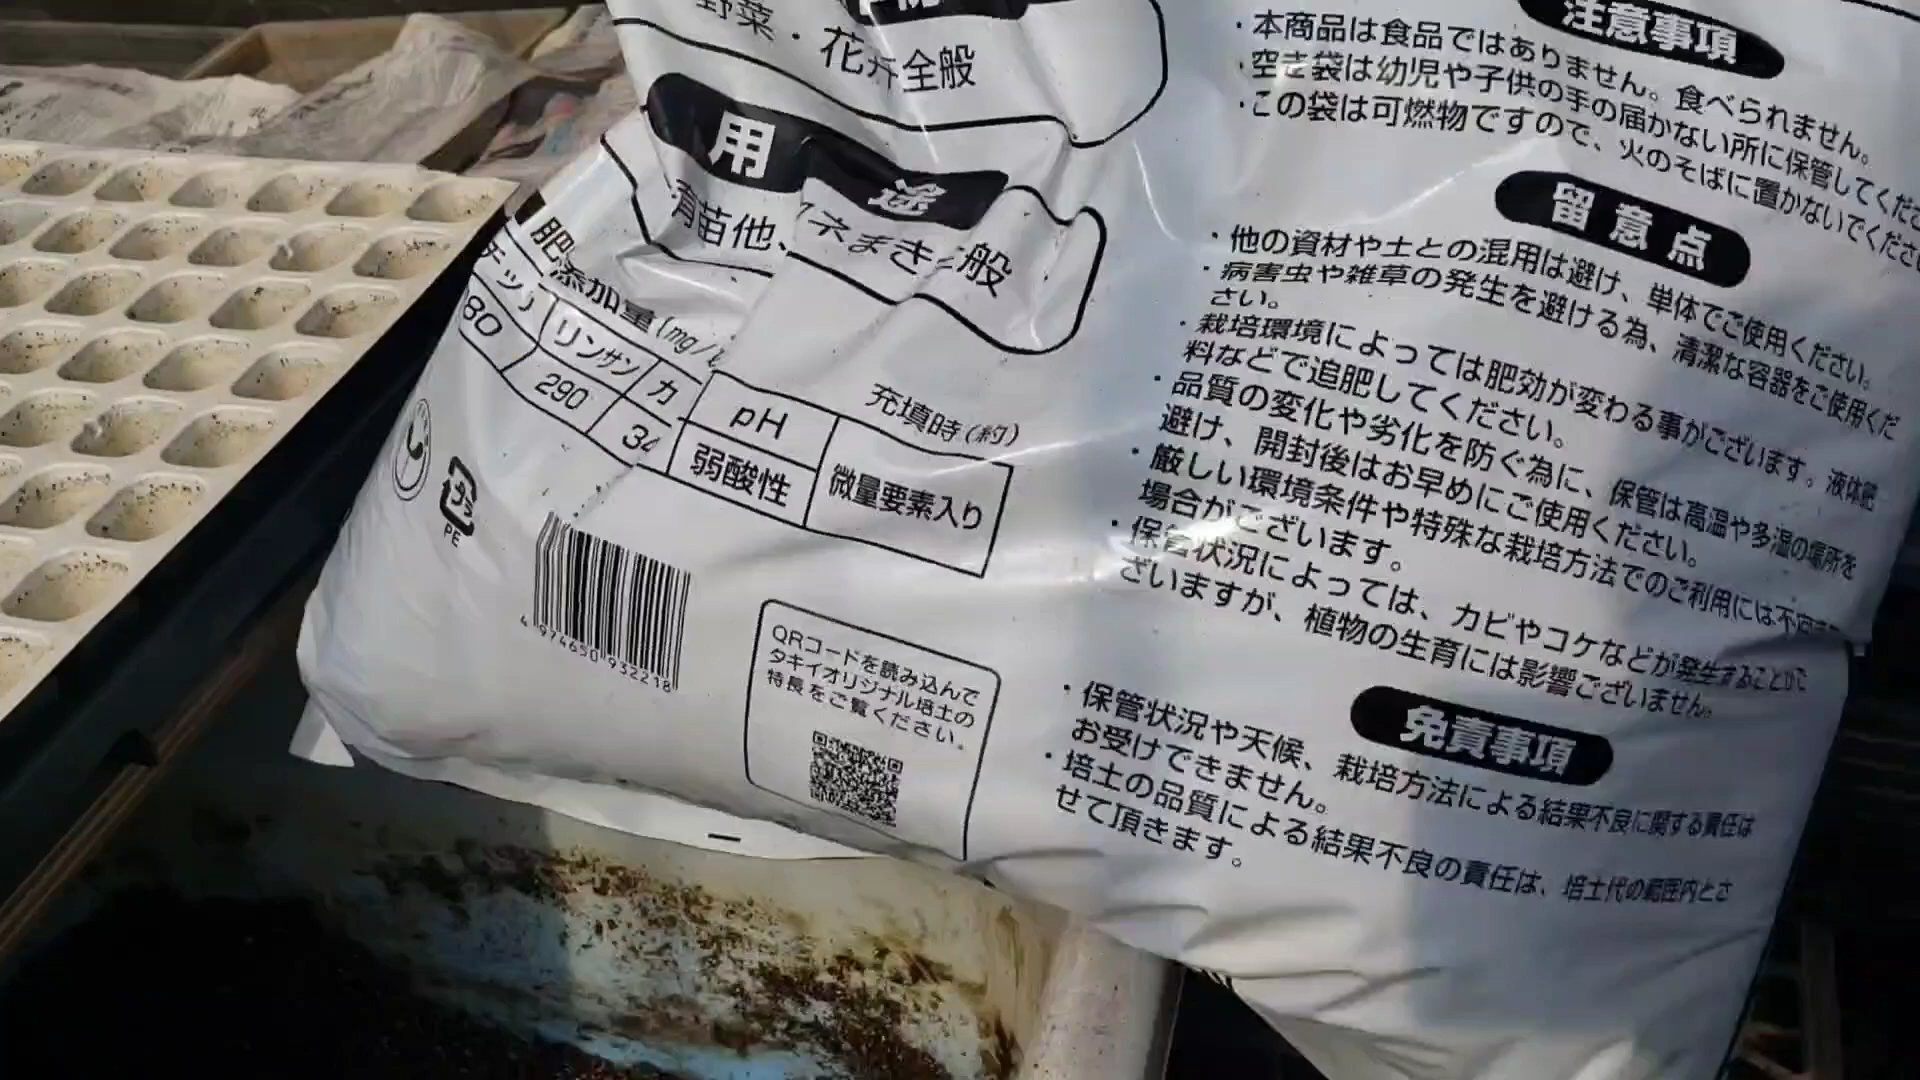 野菜・花卉全般
用途
育苗他、タネまき全般
肥
添加量(mg/
チッ
リンサン
カ
80
290
34
充填時(約)
pH
弱酸性
微量要素入り
プラ
PE
4 974650 932218
QRコードを読み込んで
タキイオリジナル培土の
特長をご覧ください。
注意事項
・本商品は食品ではありません。食べられません。
・空き袋は幼児や子供の手の届かない所に保管してくださ
・この袋は可燃物ですので、火のそばに置かないでください
留意点
・他の資材や土との混用は避け、単体でご使用ください。
・病害虫や雑草の発生を避ける為、清潔な容器をご使用くだ
さい。
・栽培環境によっては肥効が変わる事がございます。液体肥
料などで追肥してください。
・品質の変化や劣化を防ぐ為に、保管は高温や多湿の場所を
避け、開封後はお早めにご使用ください。
・厳しい環境条件や特殊な栽培方法でのご利用には不向
場合がございます。
・保管状況によっては、カビやコケなどが発生することがご
ざいますが、植物の生育には影響ございません。
免責事項
・保管状況や天候、栽培方法による結果不良に関する責任は
お受けできません。
・培土の品質による結果不良の責任は、培土代の範囲内とさ
せて頂きます。